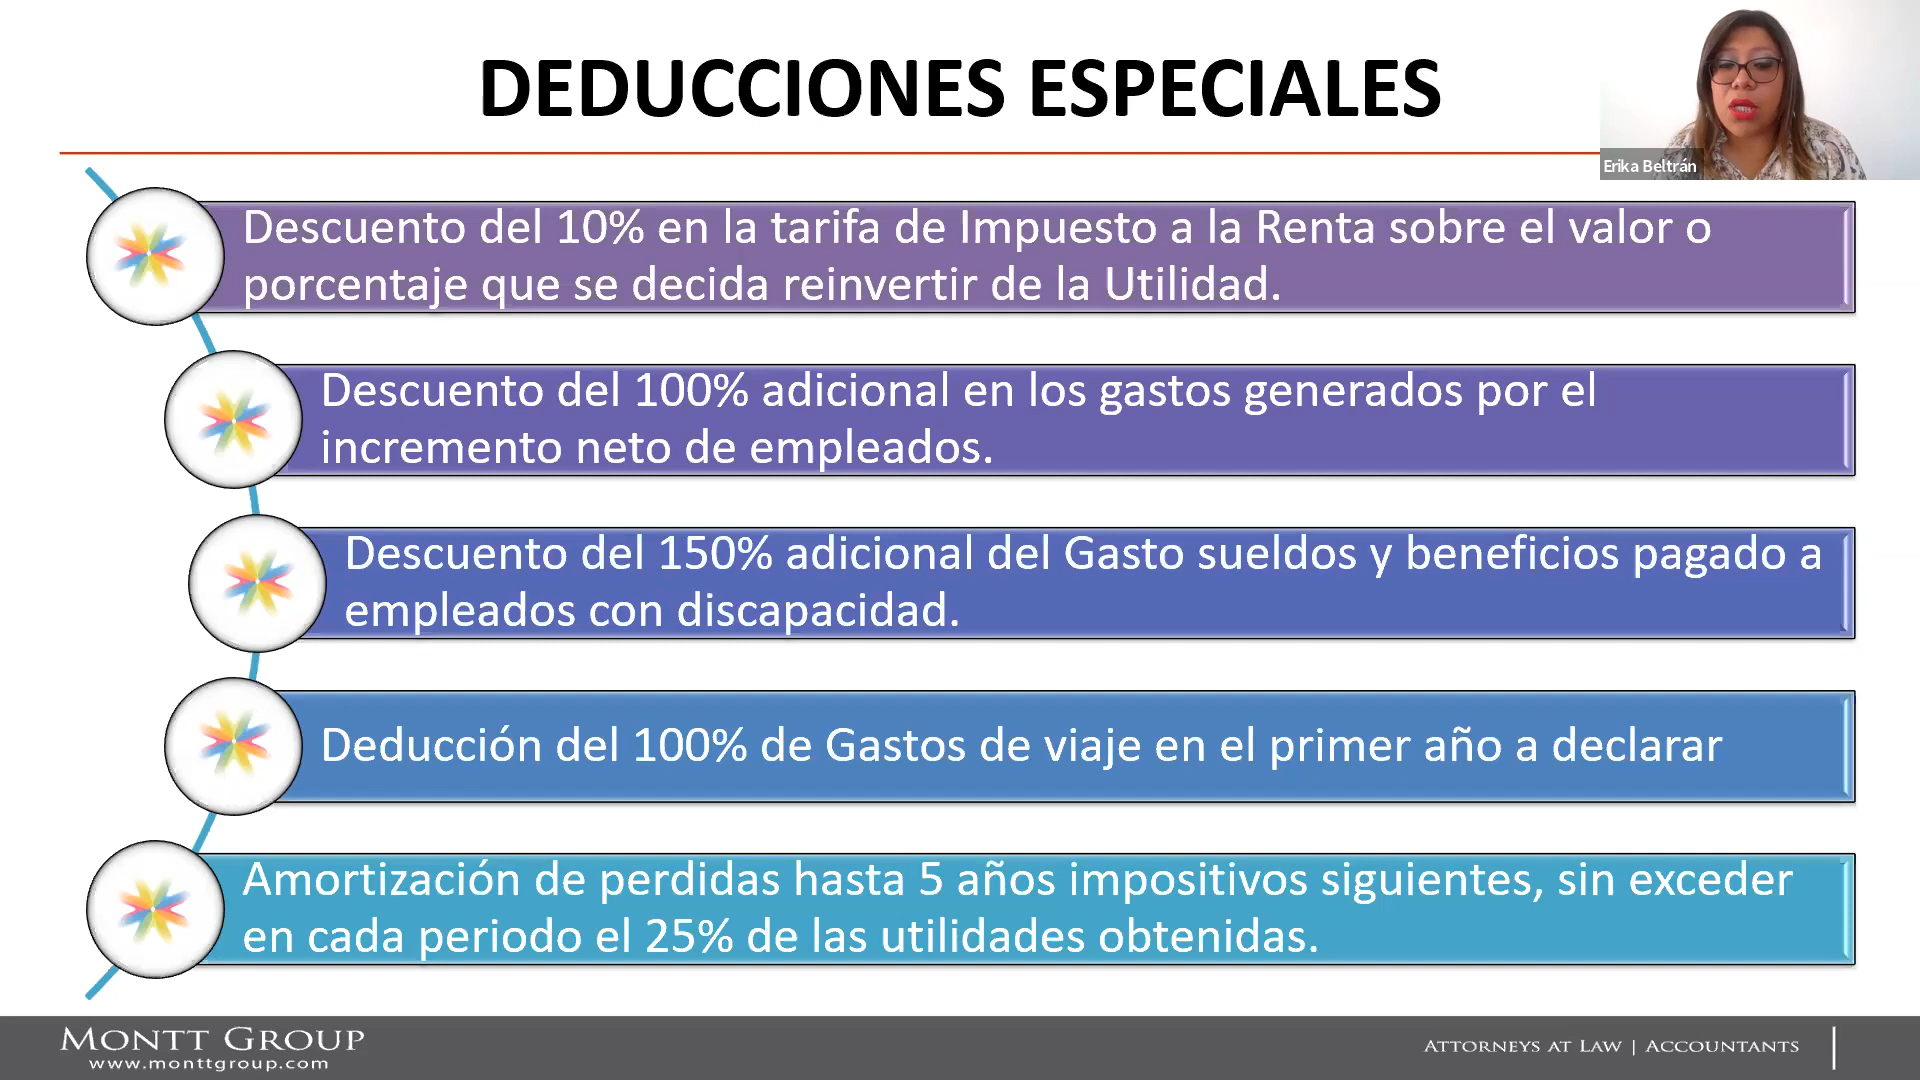 DEDUCCIONES ESPECIALES
Erika Beltrán
Descuento del 10% en la tarifa de Impuesto a la Renta sobre el valor o
porcentaje que se decida reinvertir de la Utilidad.
Descuento del 100% adicional en los gastos generados por el
incremento neto de empleados.
Descuento del 150% adicional del Gasto sueldos y beneficios pagado a
empleados con discapacidad.
Deducción del 100% de Gastos de viaje en el primer año a declarar
Amortización de perdidas hasta 5 años impositivos siguientes, sin exceder
en cada periodo el 25% de las utilidades obtenidas.
MONTT GROUP
www.monttgroup.com
ATTORNEYS AT LAW | ACCOUNTANTS